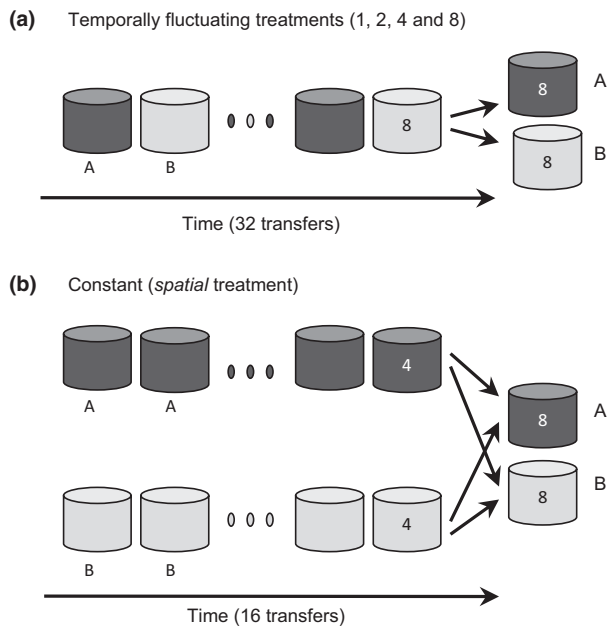 (a) Temporally fluctuating treatments (1, 2, 4 and 8)
8 A
8
A B
8 B
Time (32 transfers)
(b) Constant (spatial treatment)
4
A A
8 A
8 B
4
B B
Time (16 transfers)